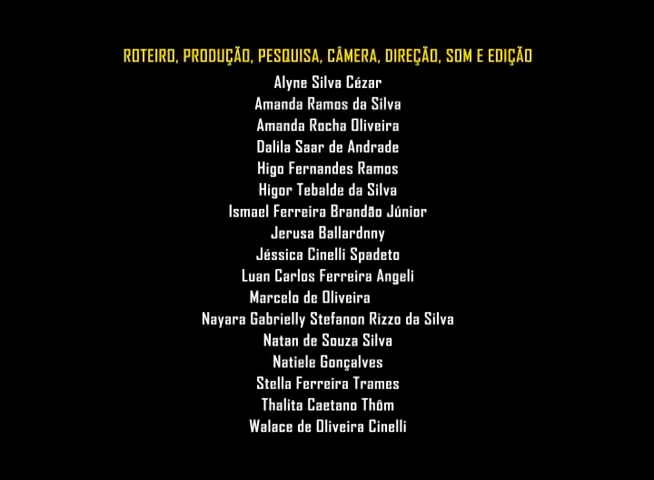 ROTEIRO, PRODUÇÃO, PESQUISA, CÂMERA, DIREÇÃO, SOM E EDIÇÃO
Alyne Silva Cézar
Amanda Ramos da Silva
Amanda Rocha Oliveira
Dalila Saar de Andrade
Higo Fernandes Ramos
Higor Tebalde da Silva
Ismael Ferreira Brandão Júnior
Jerusa Ballardnny
Jéssica Cinelli Spadeto
Luan Carlos Ferreira Angeli
Marcelo de Oliveira
Nayara Gabrielly Stefanon Rizzo da Silva
Natan de Souza Silva
Natiele Gonçalves
Stella Ferreira Trames
Thalita Caetano Thôm
Walace de Oliveira Cinelli